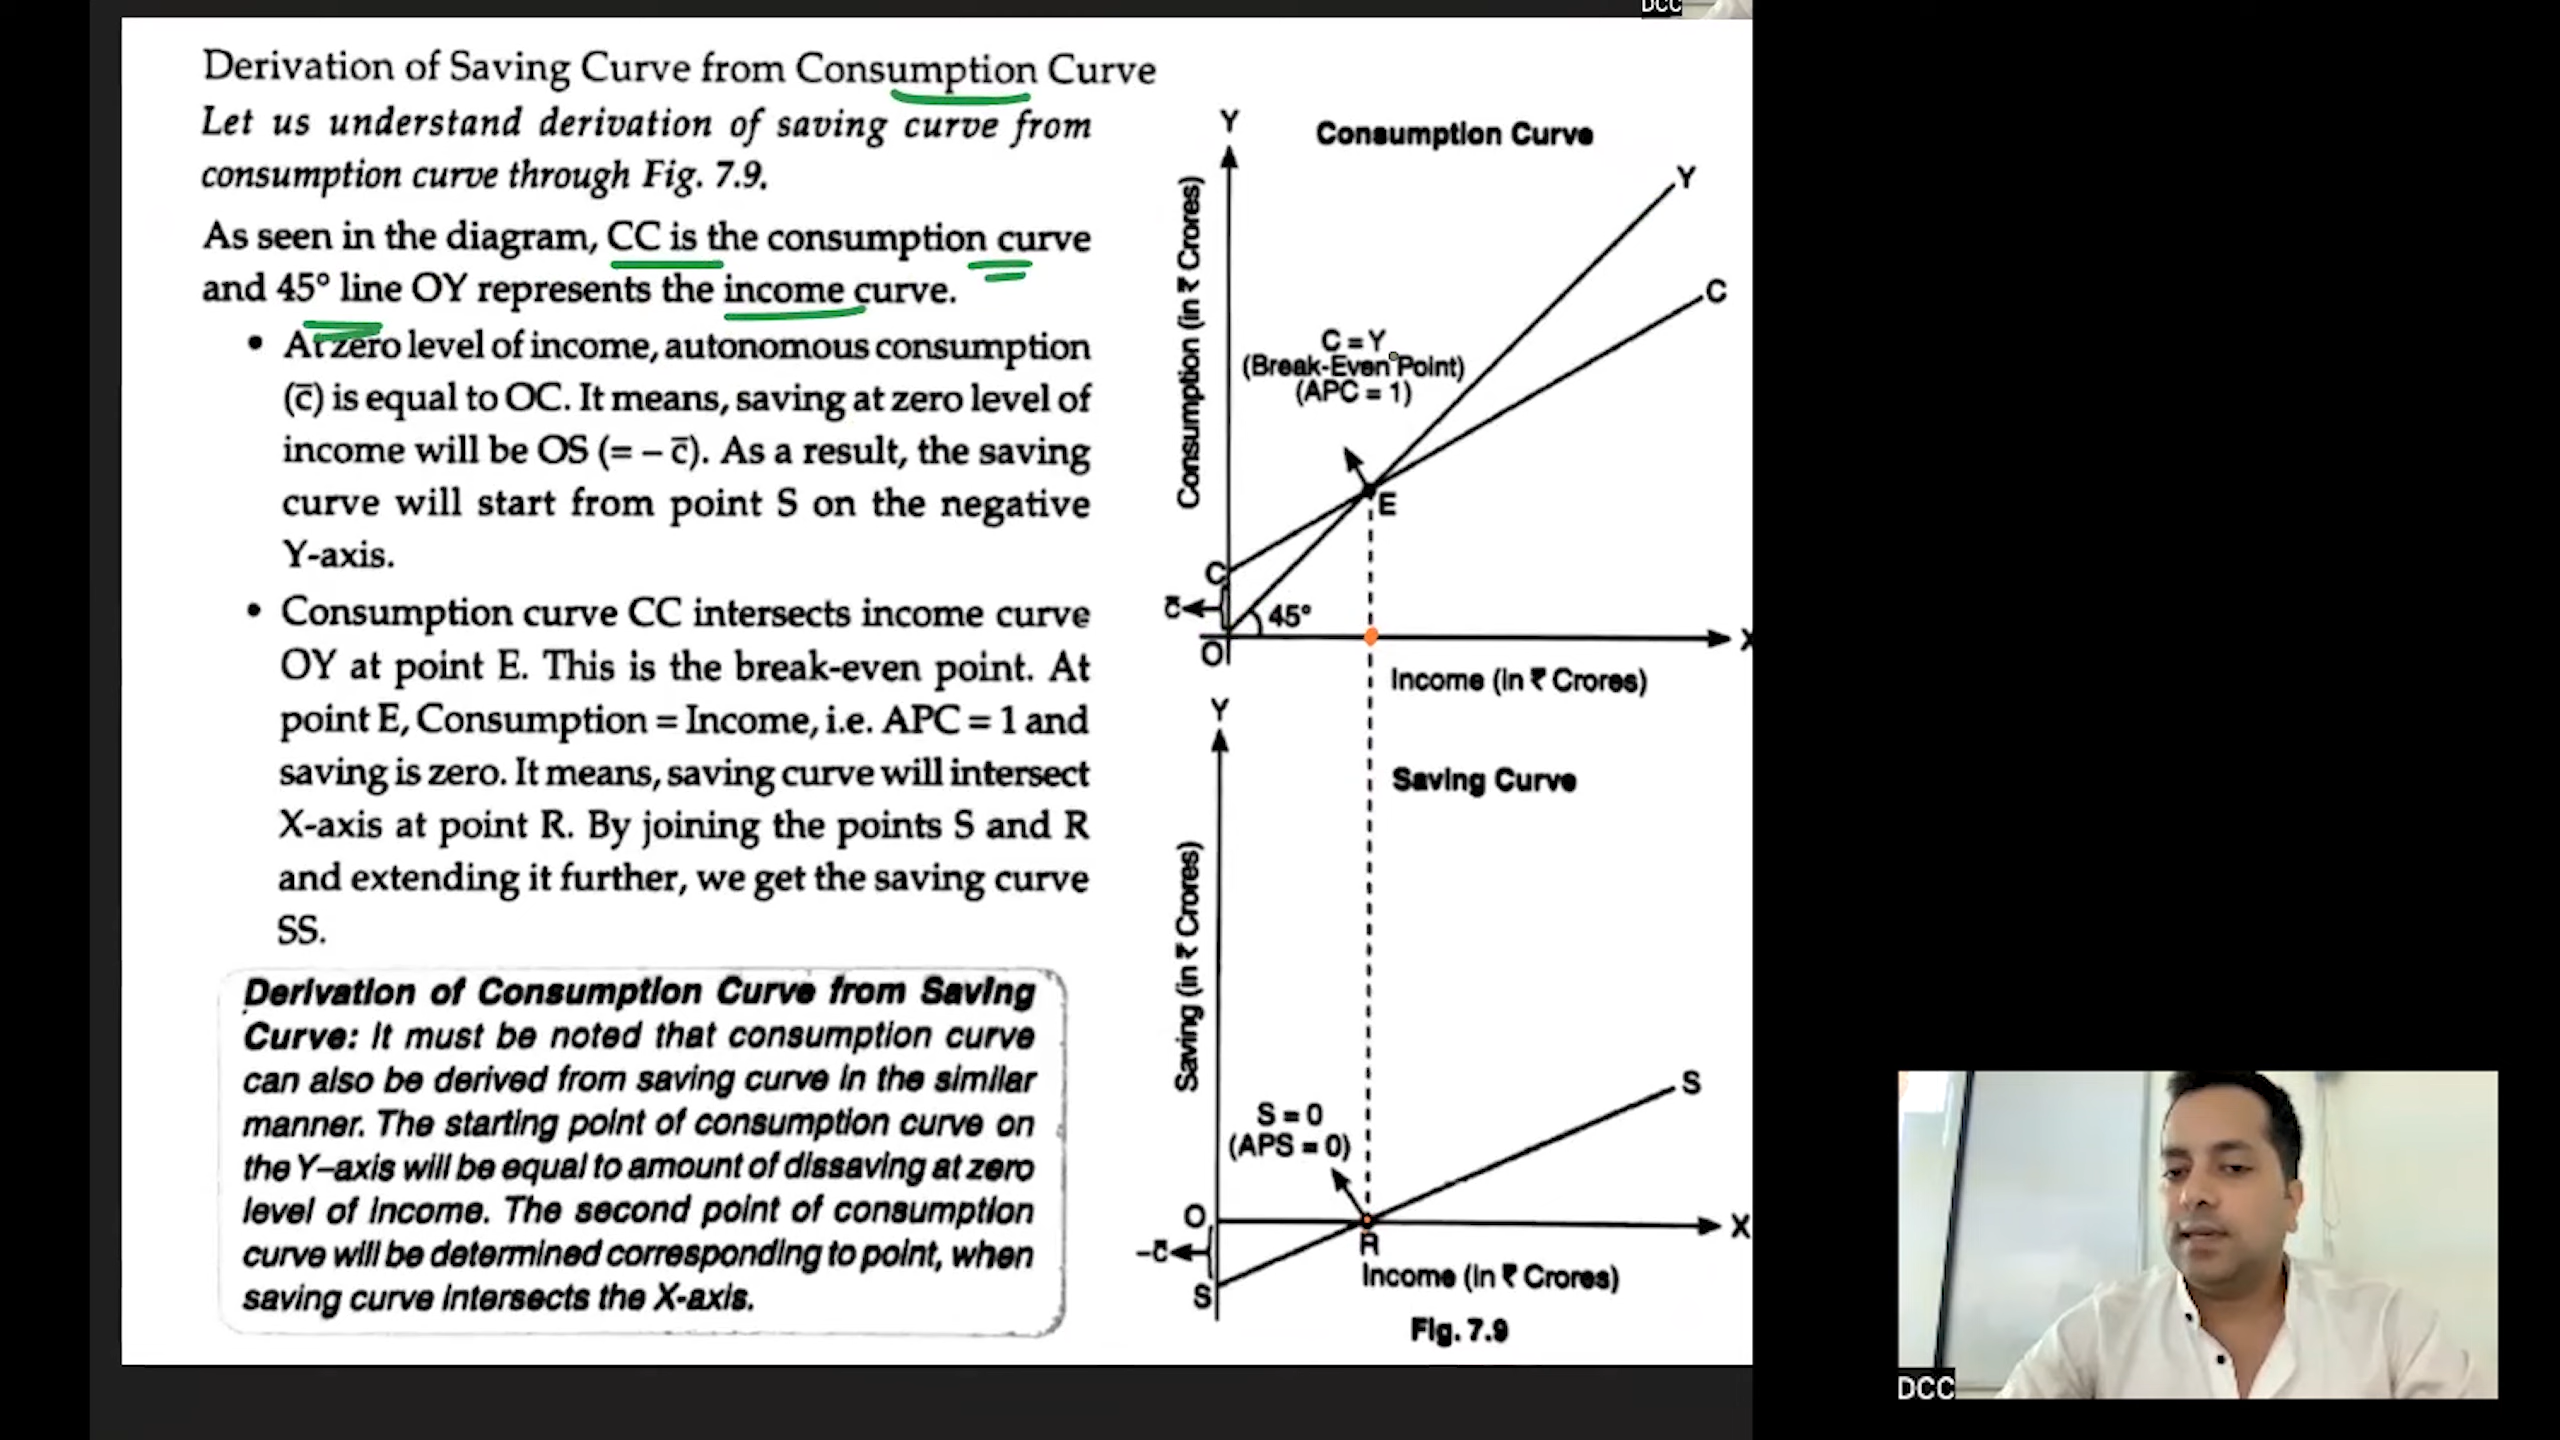 DCC
Derivation of Saving Curve from Consumption Curve
Let us understand derivation of saving curve from
consumption curve through Fig. 7.9.
As seen in the diagram, CC is the consumption curve
and 45° line OY represents the income curve.
• At zero level of income, autonomous consumption
(c̄) is equal to OC. It means, saving at zero level of
income will be OS (= – c̄). As a result, the saving
curve will start from point S on the negative
Y-axis.
• Consumption curve CC intersects income curve
OY at point E. This is the break-even point. At
point E, Consumption = Income, i.e. APC = 1 and
saving is zero. It means, saving curve will intersect
X-axis at point R. By joining the points S and R
and extending it further, we get the saving curve
SS.
Derivation of Consumption Curve from Saving
Curve: It must be noted that consumption curve
can also be derived from saving curve in the similar
manner. The starting point of consumption curve on
the Y–axis will be equal to amount of dissaving at zero
level of income. The second point of consumption
curve will be determined corresponding to point, when
saving curve intersects the X-axis.
Y
Consumption Curve
Y
C
Consumption (in ₹ Crores)
C = Y
(Break-Even Point)
(APC = 1)
E
C
c̄
45°
O
X
Income (in ₹ Crores)
Y
Saving Curve
Saving (in ₹ Crores)
S
S = 0
(APS = 0)
O
X
–c̄
R
S
Income (in ₹ Crores)
Fig. 7.9
DCC